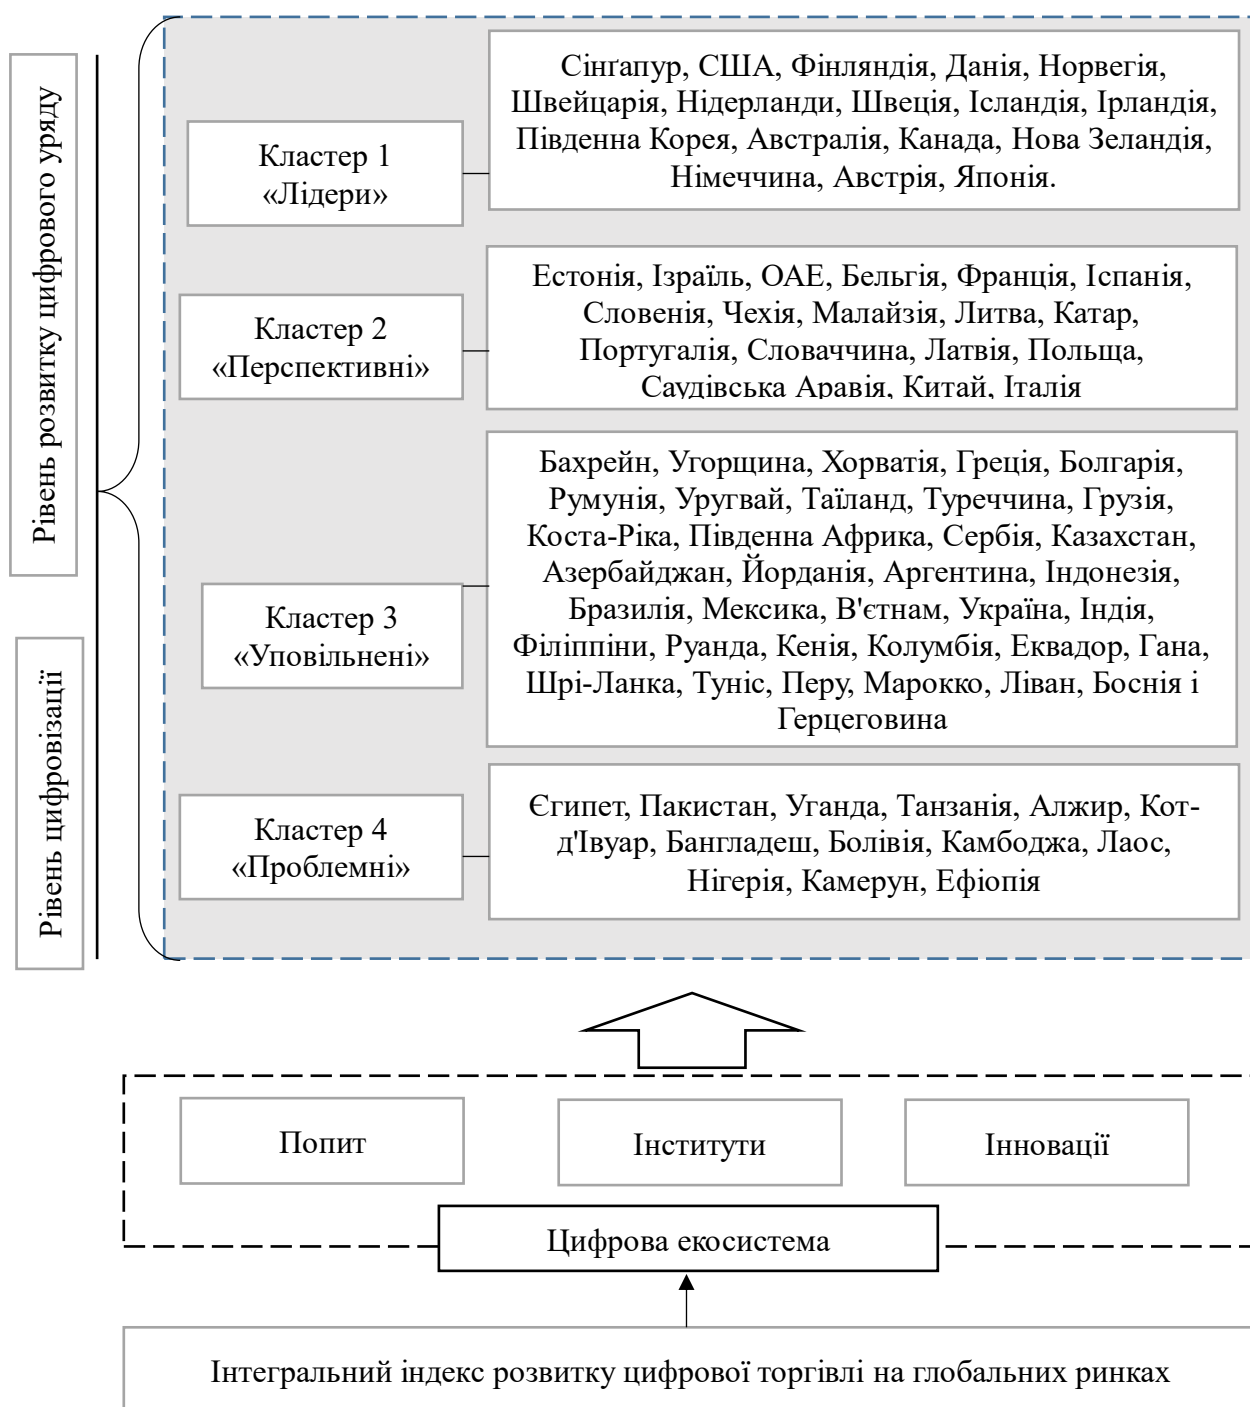 Рівень розвитку цифрового уряду
Рівень цифровізації
Кластер 1
«Лідери»
Сінґапур, США, Фінляндія, Данія, Норвегія,
Швейцарія, Нідерланди, Швеція, Ісландія, Ірландія,
Південна Корея, Австралія, Канада, Нова Зеландія,
Німеччина, Австрія, Японія.
Кластер 2
«Перспективні»
Естонія, Ізраїль, ОАЕ, Бельгія, Франція, Іспанія,
Словенія, Чехія, Малайзія, Литва, Катар,
Португалія, Словаччина, Латвія, Польща,
Саудівська Аравія, Китай, Італія
Кластер 3
«Уповільнені»
Бахрейн, Угорщина, Хорватія, Греція, Болгарія,
Румунія, Уругвай, Таїланд, Туреччина, Грузія,
Коста-Ріка, Південна Африка, Сербія, Казахстан,
Азербайджан, Йорданія, Аргентина, Індонезія,
Бразилія, Мексика, В'єтнам, Україна, Індія,
Філіппіни, Руанда, Кенія, Колумбія, Еквадор, Гана,
Шрі-Ланка, Туніс, Перу, Марокко, Ліван, Боснія і
Герцеговина
Кластер 4
«Проблемні»
Єгипет, Пакистан, Уганда, Танзанія, Алжир, Кот-
д'Івуар, Бангладеш, Болівія, Камбоджа, Лаос,
Нігерія, Камерун, Ефіопія
Попит
Інститути
Інновації
Цифрова екосистема
Інтегральний індекс розвитку цифрової торгівлі на глобальних ринках